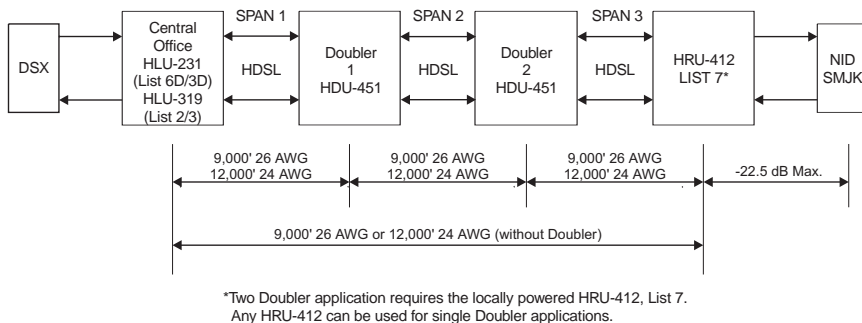 SPAN 1
SPAN 2
SPAN 3
DSX
Central
Office
HLU-231
(List 6D/3D)
HLU-319
(List 2/3)
HDSL
Doubler
1
HDU-451
HDSL
Doubler
2
HDU-451
HDSL
HRU-412
LIST 7*
NID
SMJK
9,000' 26 AWG
12,000' 24 AWG
9,000' 26 AWG
12,000' 24 AWG
9,000' 26 AWG
12,000' 24 AWG
-22.5 dB Max.
9,000' 26 AWG or 12,000' 24 AWG (without Doubler)
*Two Doubler application requires the locally powered HRU-412, List 7.
Any HRU-412 can be used for single Doubler applications.